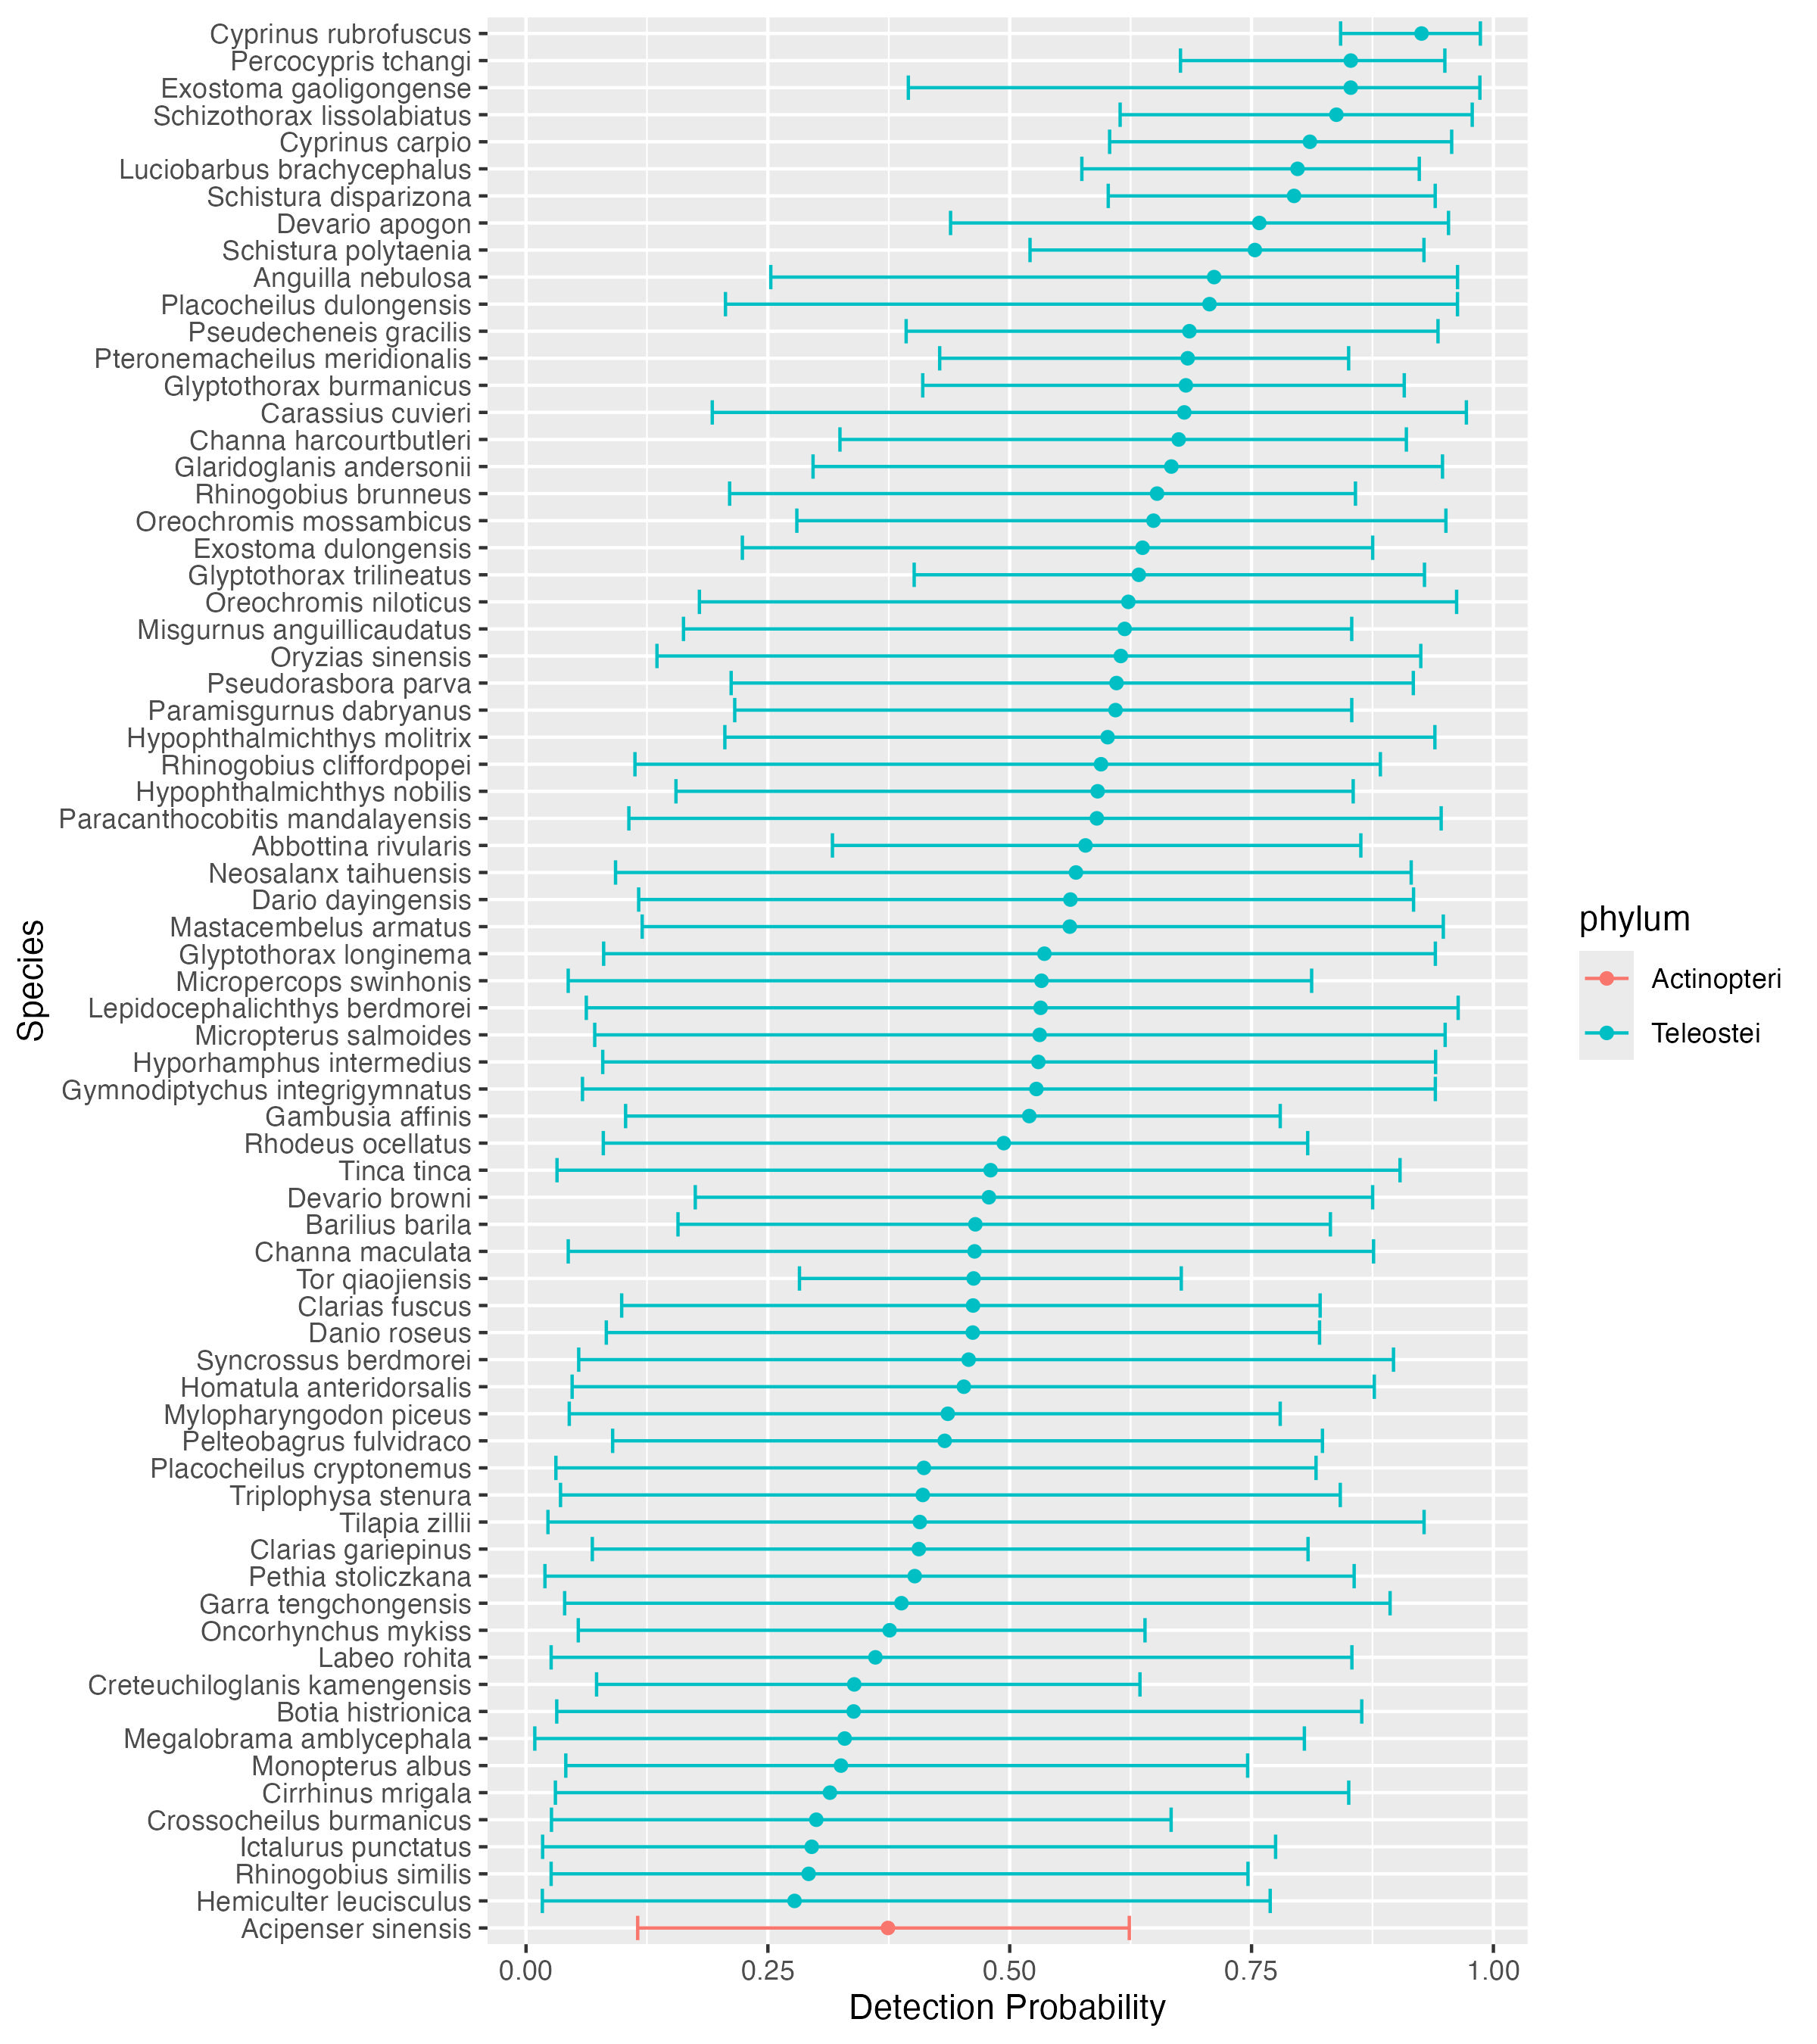 Cyprinus rubrofuscus
Percocypris tchangi
Exostoma gaoligongense
Schizothorax lissolabiatus
Cyprinus carpio
Luciobarbus brachycephalus
Schistura disparizona
Devario apogon
Schistura polytaenia
Anguilla nebulosa
Placocheilus dulongensis
Pseudecheneis gracilis
Pteronemacheilus meridionalis
Glyptothorax burmanicus
Carassius cuvieri
Channa harcourtbutleri
Glaridoglanis andersonii
Rhinogobius brunneus
Oreochromis mossambicus
Exostoma dulongensis
Glyptothorax trilineatus
Oreochromis niloticus
Misgurnus anguillicaudatus
Oryzias sinensis
Pseudorasbora parva
Paramisgurnus dabryanus
Hypophthalmichthys molitrix
Rhinogobius cliffordpopei
Hypophthalmichthys nobilis
Paracanthocobitis mandalayensis
Abbottina rivularis
Neosalanx taihuensis
Dario dayingensis
Mastacembelus armatus
Glyptothorax longinema
Micropercops swinhonis
Lepidocephalichthys berdmorei
Micropterus salmoides
Hyporhamphus intermedius
Gymnodiptychus integrigymnatus
Gambusia affinis
Rhodeus ocellatus
Tinca tinca
Devario browni
Barilius barila
Channa maculata
Tor qiaojiensis
Clarias fuscus
Danio roseus
Syncrossus berdmorei
Homatula anteridorsalis
Mylopharyngodon piceus
Pelteobagrus fulvidraco
Placocheilus cryptonemus
Triplophysa stenura
Tilapia zillii
Clarias gariepinus
Pethia stoliczkana
Garra tengchongensis
Oncorhynchus mykiss
Labeo rohita
Creteuchiloglanis kamengensis
Botia histrionica
Megalobrama amblycephala
Monopterus albus
Cirrhinus mrigala
Crossocheilus burmanicus
Ictalurus punctatus
Rhinogobius similis
Hemiculter leucisculus
Acipenser sinensis
Species
0.00 0.25 0.50 0.75 1.00
Detection Probability
phylum
Actinopteri
Teleostei